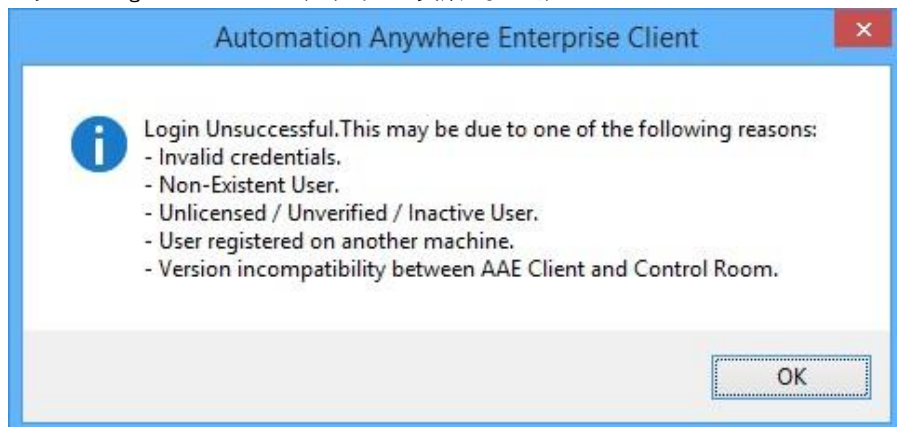 Automation Anywhere Enterprise Client
Login Unsuccessful.This may be due to one of the following reasons:
- Invalid credentials.
- Non-Existent User.
- Unlicensed / Unverified / Inactive User.
- User registered on another machine.
- Version incompatibility between AAE Client and Control Room.
OK